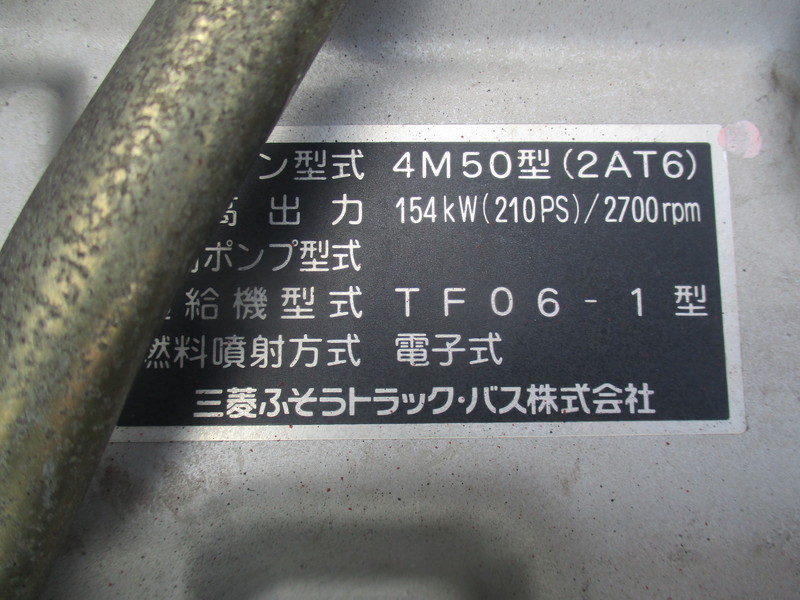 ン型式 4M50型(2AT6)
高出力 154kW(210PS)/2700rpm
ポンプ型式
給機型式 TF06-1型
燃料噴射方式 電子式
三菱ふそうトラック・バス株式会社